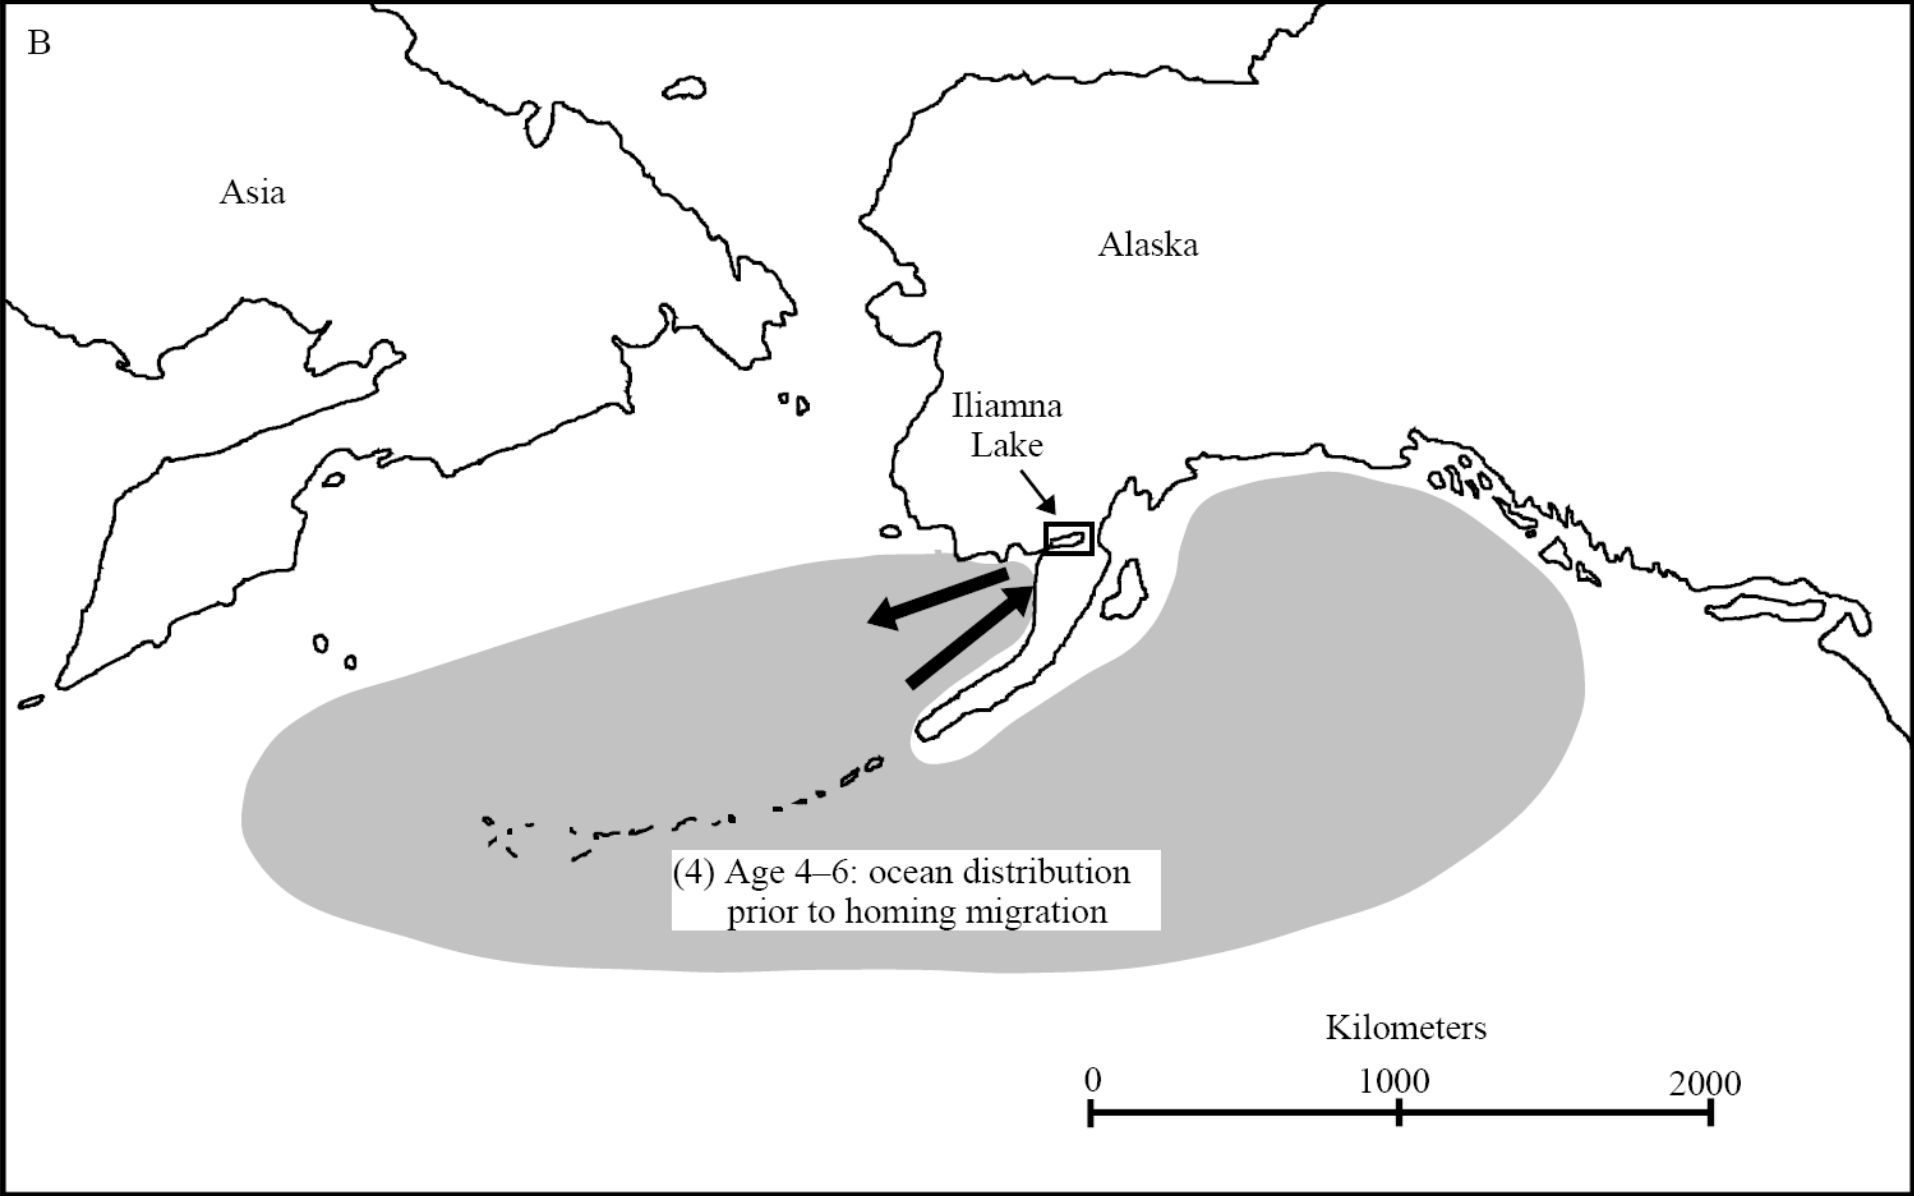 B
Asia
Alaska
Iliamna
Lake
(4) Age 4–6: ocean distribution
prior to homing migration
Kilometers
0 1000 2000